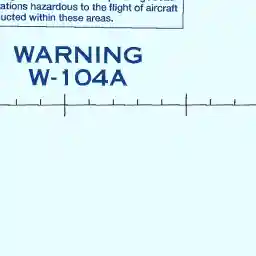 ations hazardous to the flight of aircraft
ucted within these areas.
WARNING
W-104A